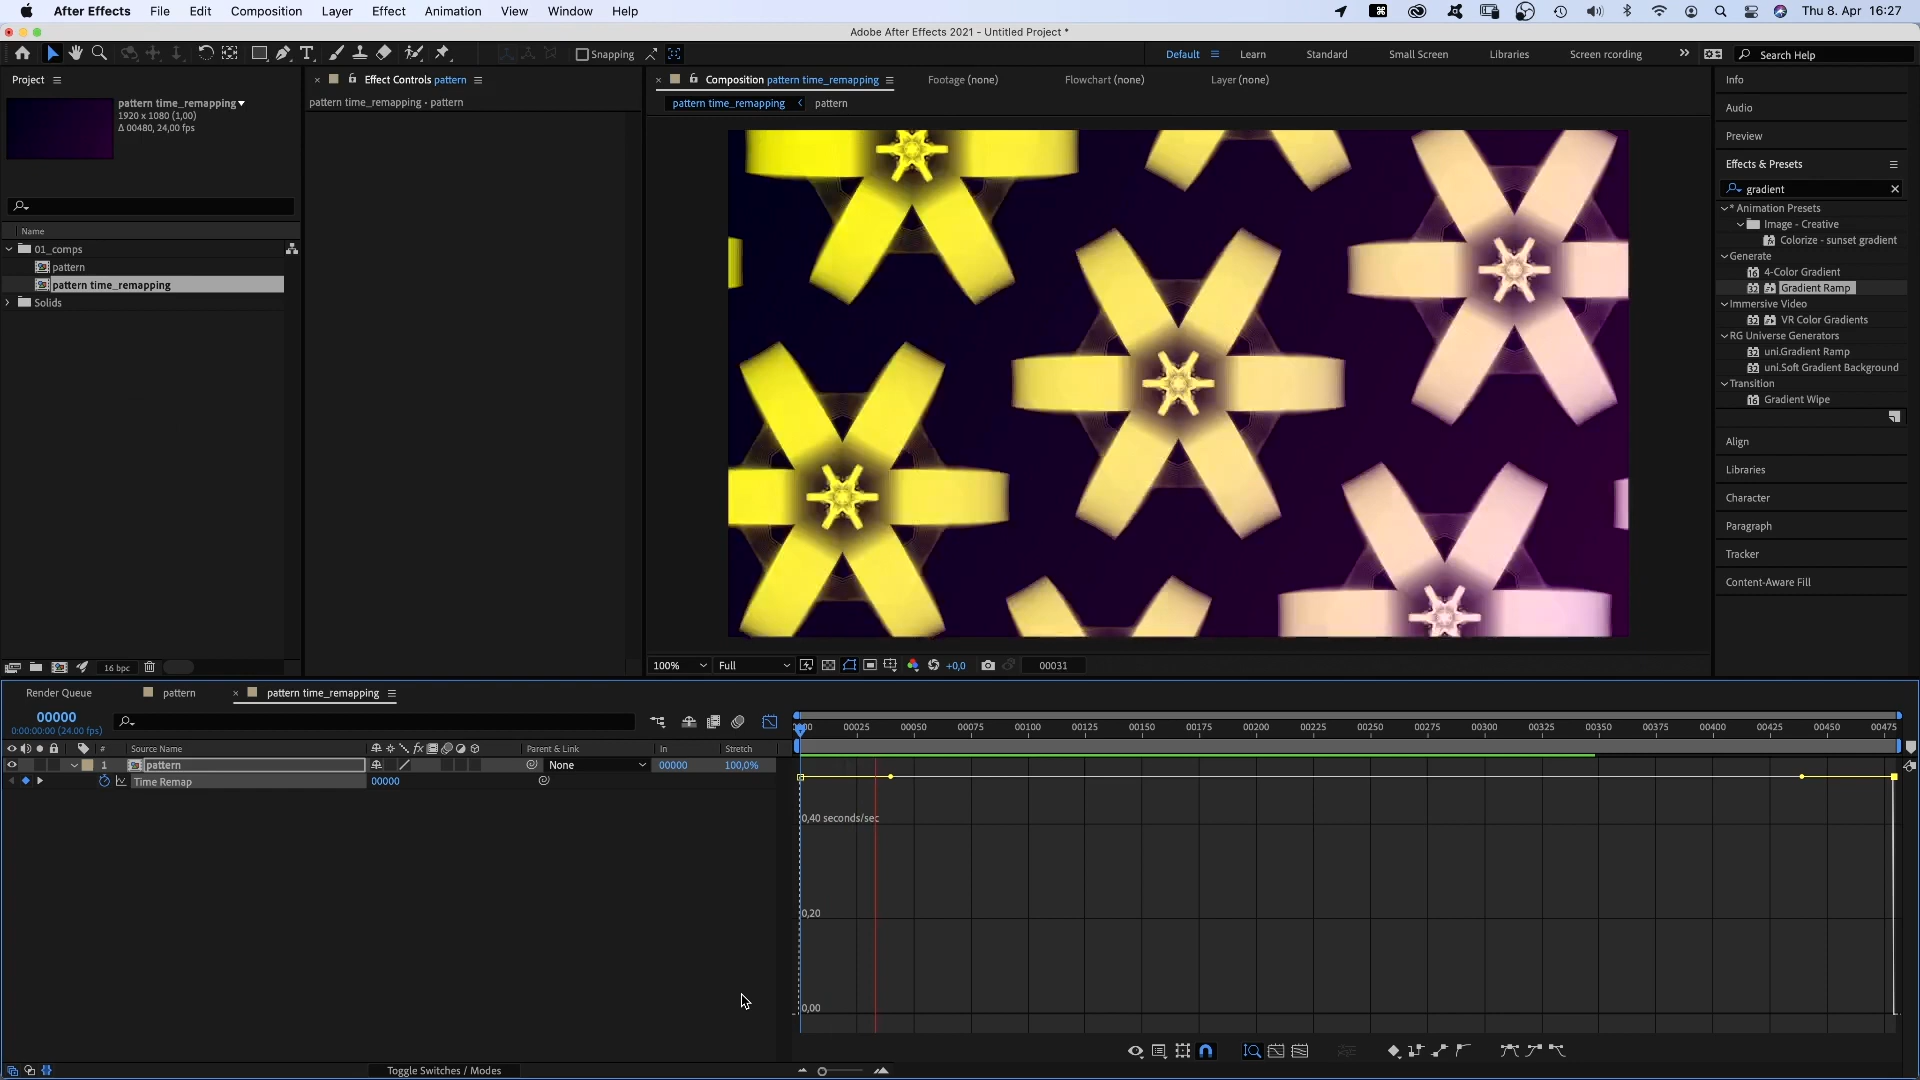 After Effects File Edit Composition Layer Effect Animation View Window Help Thu 8. Apr 16:27
Adobe After Effects 2021 - Untitled Project *
Snapping Default Learn Standard Small Screen Libraries Screen rcording Search Help
Project
pattern time_remapping
1920 x 1080 (1,00)
Δ 00480, 24,00 fps
Name
01_comps
pattern
pattern time_remapping
Solids
16 bpc
Effect Controls pattern
pattern time_remapping • pattern
Composition pattern time_remapping Footage (none) Flowchart (none) Layer (none)
pattern time_remapping pattern
100% Full +0,0 00031
Info
Audio
Preview
Effects & Presets
gradient
* Animation Presets
Image - Creative
Colorize - sunset gradient
Generate
4-Color Gradient
Gradient Ramp
Immersive Video
VR Color Gradients
RG Universe Generators
uni.Gradient Ramp
uni.Soft Gradient Background
Transition
Gradient Wipe
Align
Libraries
Character
Paragraph
Tracker
Content-Aware Fill
Render Queue pattern pattern time_remapping
00000
0:00:00:00 (24.00 fps)
# Source Name Parent & Link In Stretch
1 pattern None 00000 100,0%
Time Remap 00000
00025 00050 00075 00100 00125 00150 00175 00200 00225 00250 00275 00300 00325 00350 00375 00400 00425 00450 00475
0,40 seconds/sec
0,20
0,00
Toggle Switches / Modes